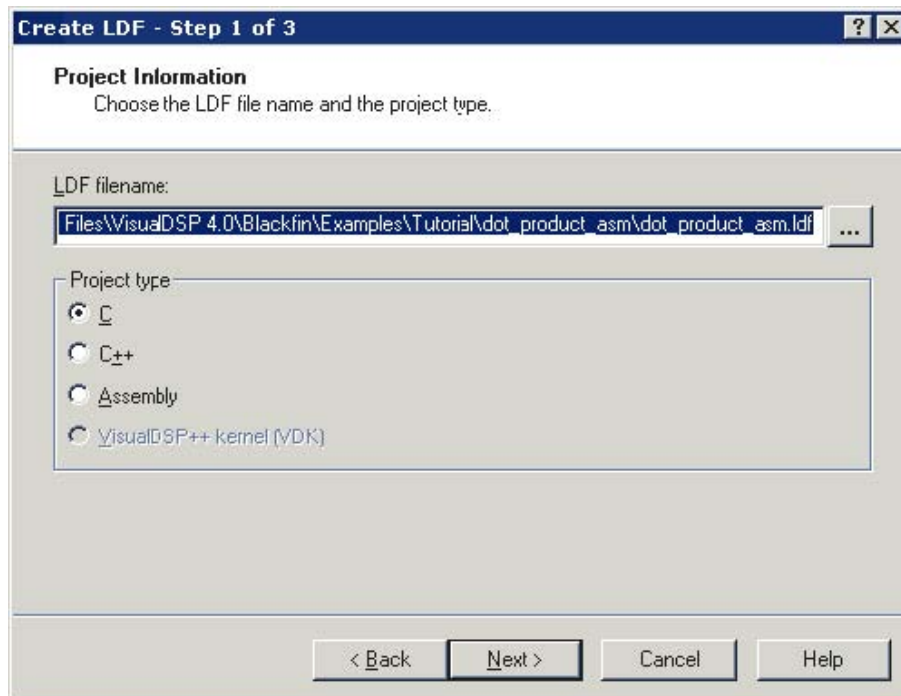 Create LDF - Step 1 of 3
Project Information
Choose the LDF file name and the project type.
LDF filename:
Files\VisualDSP 4.0\Blackfin\Examples\Tutorial\dot_product_asm\dot_product_asm.ldf
...
Project type
C
C++
Assembly
VisualDSP++ kernel (VDK)
< Back
Next >
Cancel
Help